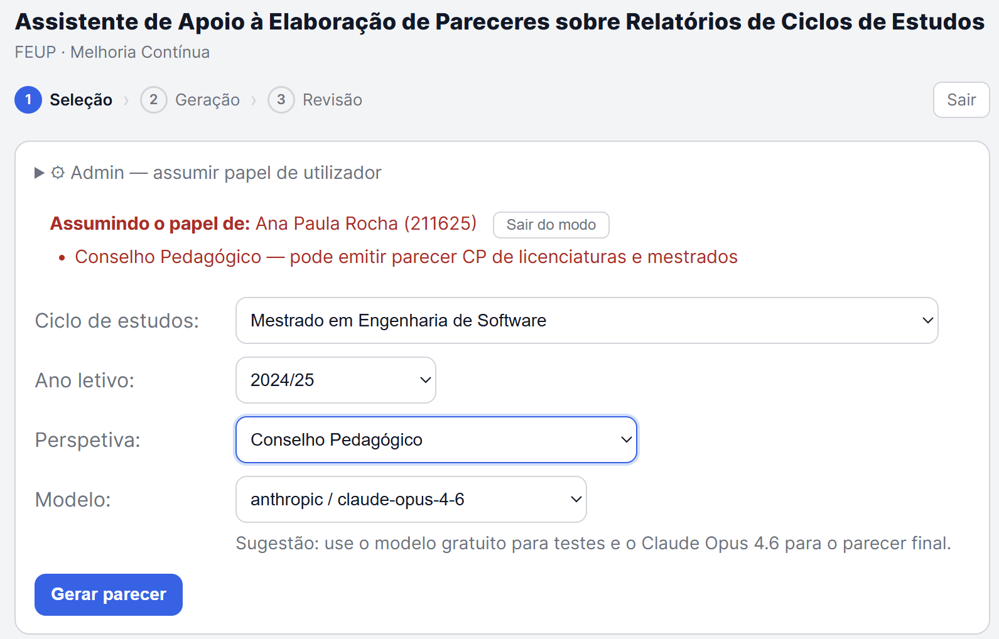 Assistente de Apoio à Elaboração de Pareceres sobre Relatórios de Ciclos de Estudos
FEUP · Melhoria Contínua
1 Seleção › 2 Geração › 3 Revisão
Sair
▶ ⚙ Admin — assumir papel de utilizador
Assumindo o papel de: Ana Paula Rocha (211625) Sair do modo
• Conselho Pedagógico — pode emitir parecer CP de licenciaturas e mestrados
Ciclo de estudos: Mestrado em Engenharia de Software
Ano letivo: 2024/25
Perspetiva: Conselho Pedagógico
Modelo: anthropic / claude-opus-4-6
Sugestão: use o modelo gratuito para testes e o Claude Opus 4.6 para o parecer final.
Gerar parecer